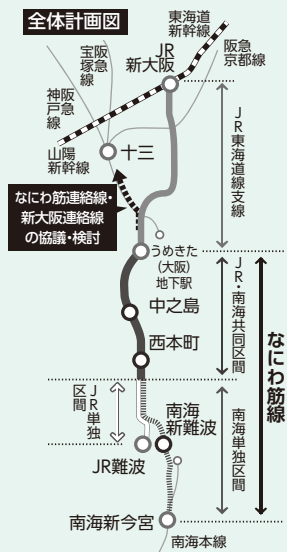 全体計画図
東海道
新幹線
阪急
宝塚線
JR
新大阪
阪急
京都線
阪急
神戸線
山陽
新幹線
十三
JR東海道線支線
なにわ筋連絡線・
新大阪連絡線
の協議・検討
うめきた
(大阪)
地下駅
中之島
西本町
JR・南海共同区間
なにわ筋線
JR単独
区間
南海
新難波
南海単独区間
JR難波
南海新今宮
南海本線